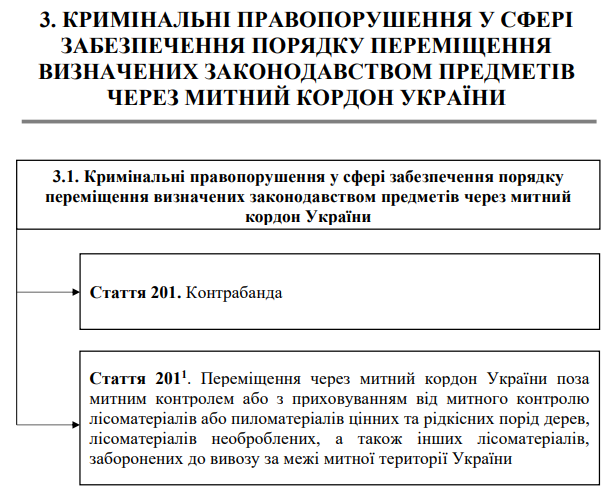 3. КРИМІНАЛЬНІ ПРАВОПОРУШЕННЯ У СФЕРІ
ЗАБЕЗПЕЧЕННЯ ПОРЯДКУ ПЕРЕМІЩЕННЯ
ВИЗНАЧЕНИХ ЗАКОНОДАВСТВОМ ПРЕДМЕТІВ
ЧЕРЕЗ МИТНИЙ КОРДОН УКРАЇНИ
3.1. Кримінальні правопорушення у сфері забезпечення порядку
переміщення визначених законодавством предметів через митний
кордон України
Стаття 201. Контрабанда
Стаття 201¹. Переміщення через митний кордон України поза
митним контролем або з приховуванням від митного контролю
лісоматеріалів або пиломатеріалів цінних та рідкісних порід дерев,
лісоматеріалів необроблених, а також інших лісоматеріалів,
заборонених до вивозу за межі митної території України